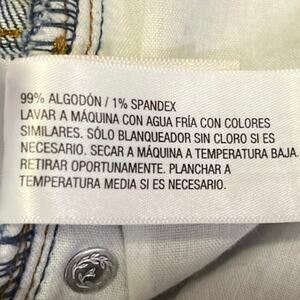 99% ALGODÓN / 1% SPANDEX
LAVAR A MÁQUINA CON AGUA FRÍA CON COLORES
SIMILARES. SÓLO BLANQUEADOR SIN CLORO SI ES
NECESARIO. SECAR A MÁQUINA A TEMPERATURA BAJA.
RETIRAR OPORTUNAMENTE. PLANCHAR A
TEMPERATURA MEDIA SI ES NECESARIO.